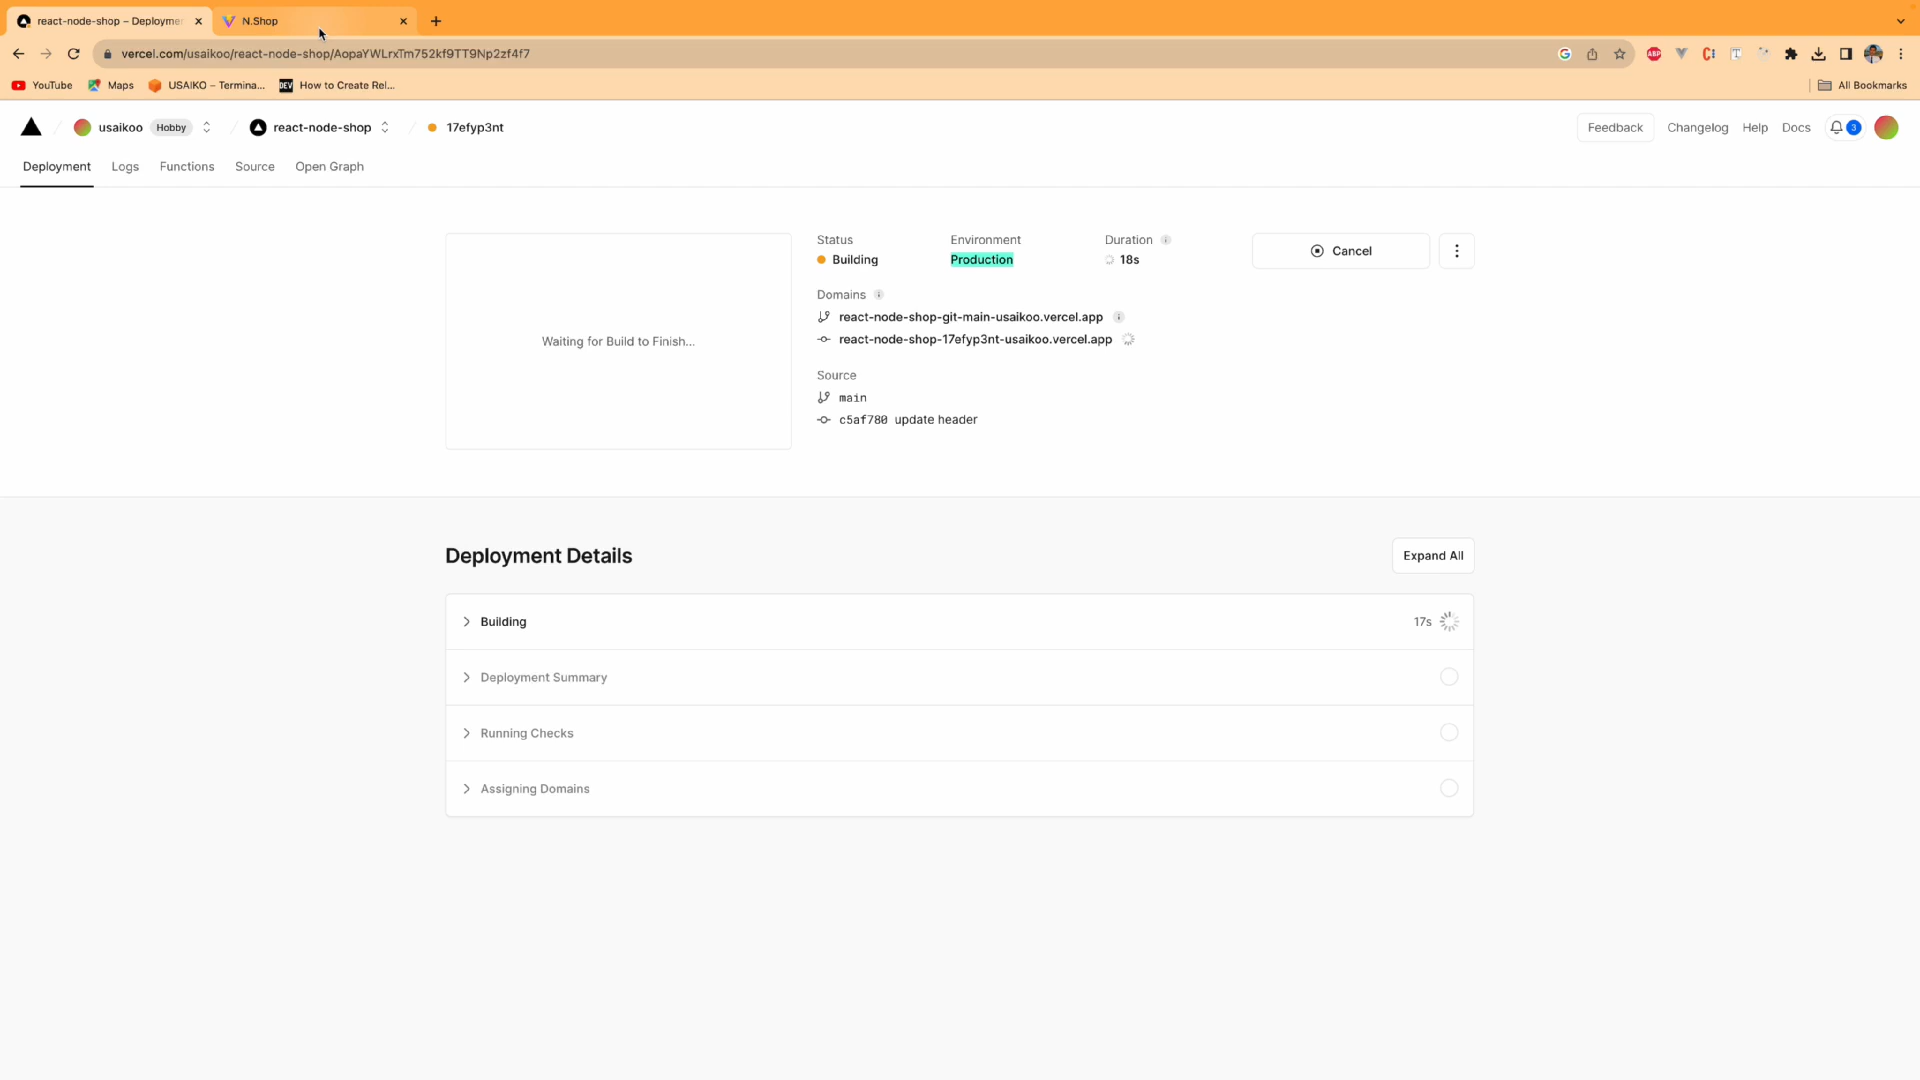 react-node-shop – Deploymen
N.Shop
vercel.com/usaikoo/react-node-shop/AopaYWLrxTm752kf9TT9Np2zf4f7
ABP
YouTube
Maps
USAIKO – Termina...
DEV
How to Create Rel...
All Bookmarks
usaikoo
Hobby
react-node-shop
17efyp3nt
Feedback
Changelog
Help
Docs
3
Deployment
Logs
Functions
Source
Open Graph
Waiting for Build to Finish...
Status
Building
Environment
Production
Duration
18s
Cancel
Domains
react-node-shop-git-main-usaikoo.vercel.app
react-node-shop-17efyp3nt-usaikoo.vercel.app
Source
main
c5af780 update header
Deployment Details
Expand All
Building
17s
Deployment Summary
Running Checks
Assigning Domains